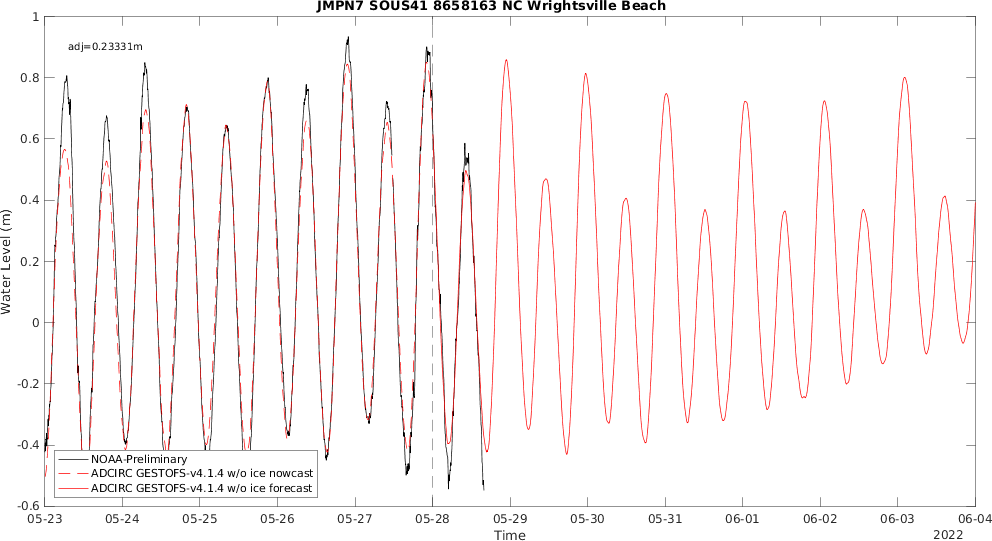 JMPN7 SOUS41 8658163 NC Wrightsville Beach
adj=0.23331m
1
0.8
0.6
0.4
0.2
0
-0.2
-0.4
-0.6
Water Level (m)
NOAA-Preliminary
ADCIRC GESTOFS-v4.1.4 w/o ice nowcast
ADCIRC GESTOFS-v4.1.4 w/o ice forecast
05-23 05-24 05-25 05-26 05-27 05-28 05-29 05-30 05-31 06-01 06-02 06-03 06-04
Time
2022